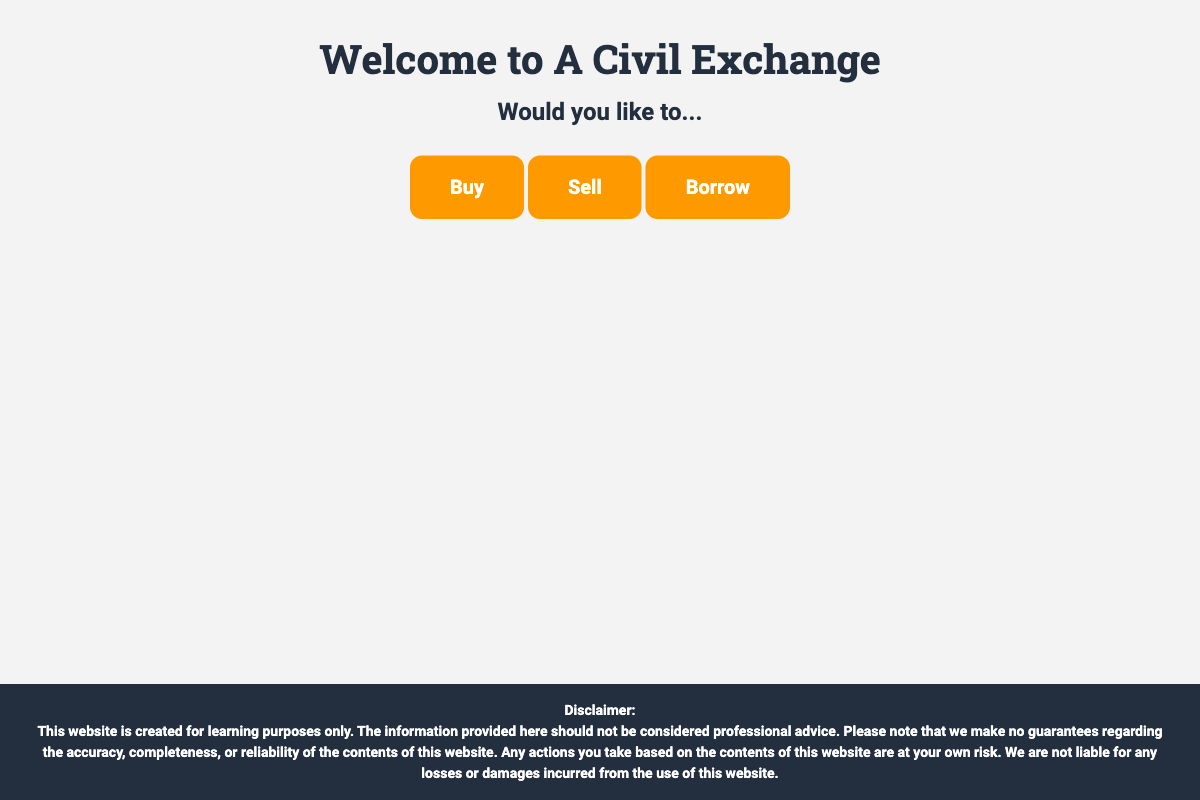 Welcome to A Civil Exchange
Would you like to...
Buy
Sell
Borrow
Disclaimer:
This website is created for learning purposes only. The information provided here should not be considered professional advice. Please note that we make no guarantees regarding
the accuracy, completeness, or reliability of the contents of this website. Any actions you take based on the contents of this website are at your own risk. We are not liable for any
losses or damages incurred from the use of this website.